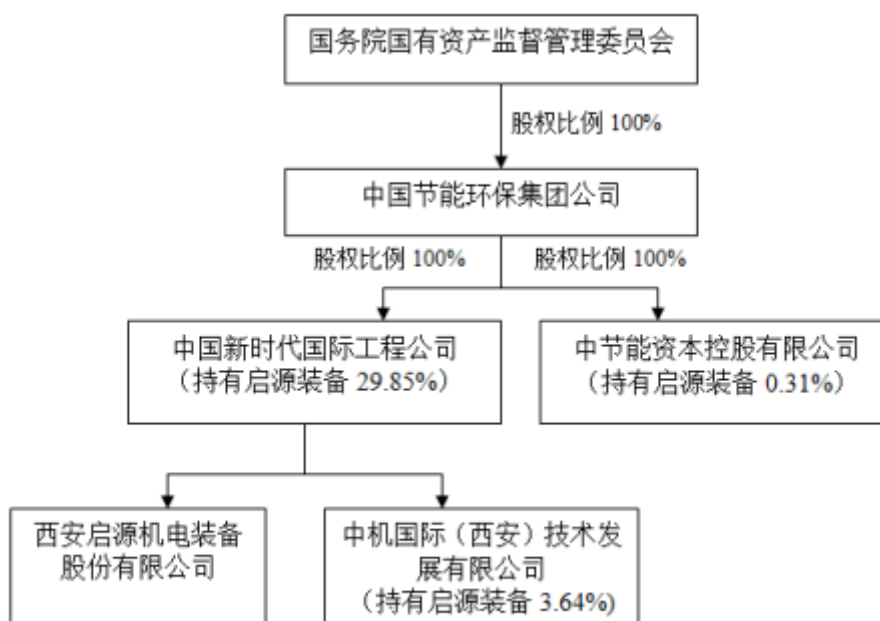 国务院国有资产监督管理委员会
股权比例 100%
中国节能环保集团公司
股权比例 100%
股权比例 100%
中国新时代国际工程公司
（持有启源装备 29.85%）
中节能资本控股有限公司
（持有启源装备 0.31%）
西安启源机电装备
股份有限公司
中机国际（西安）技术发
展有限公司
（持有启源装备 3.64%)